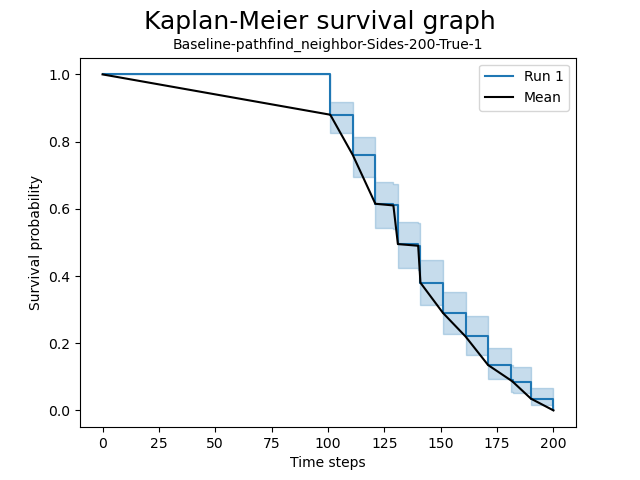 Kaplan-Meier survival graph
Baseline-pathfind_neighbor-Sides-200-True-1
Run 1
Mean
1.0
0.8
0.6
0.4
0.2
0.0
Survival probability
0 25 50 75 100 125 150 175 200
Time steps